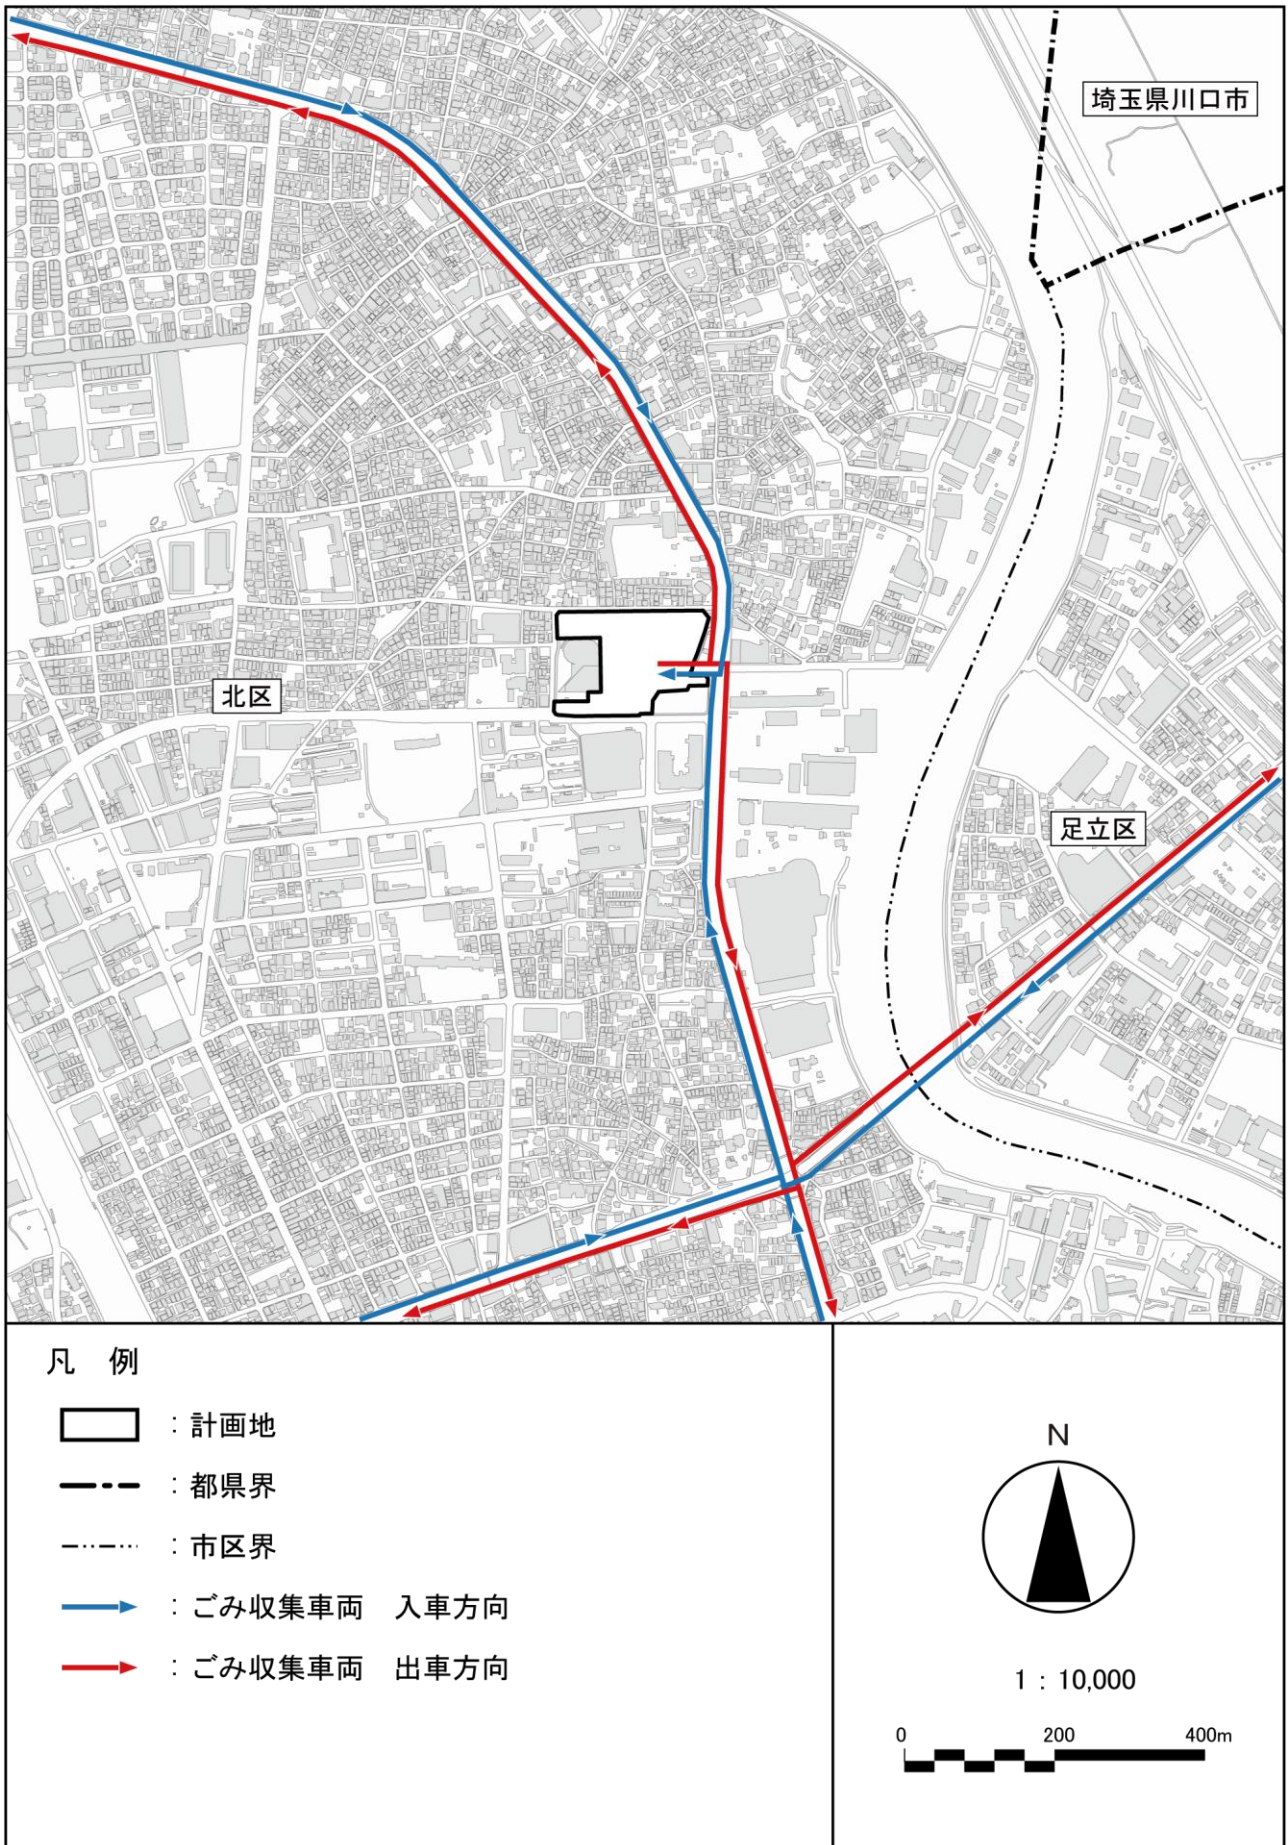 埼玉県川口市
北区
足立区
凡　例
：計画地
：都県界
：市区界
：ごみ収集車両　入車方向
：ごみ収集車両　出車方向
N
1：10,000
0 200 400m